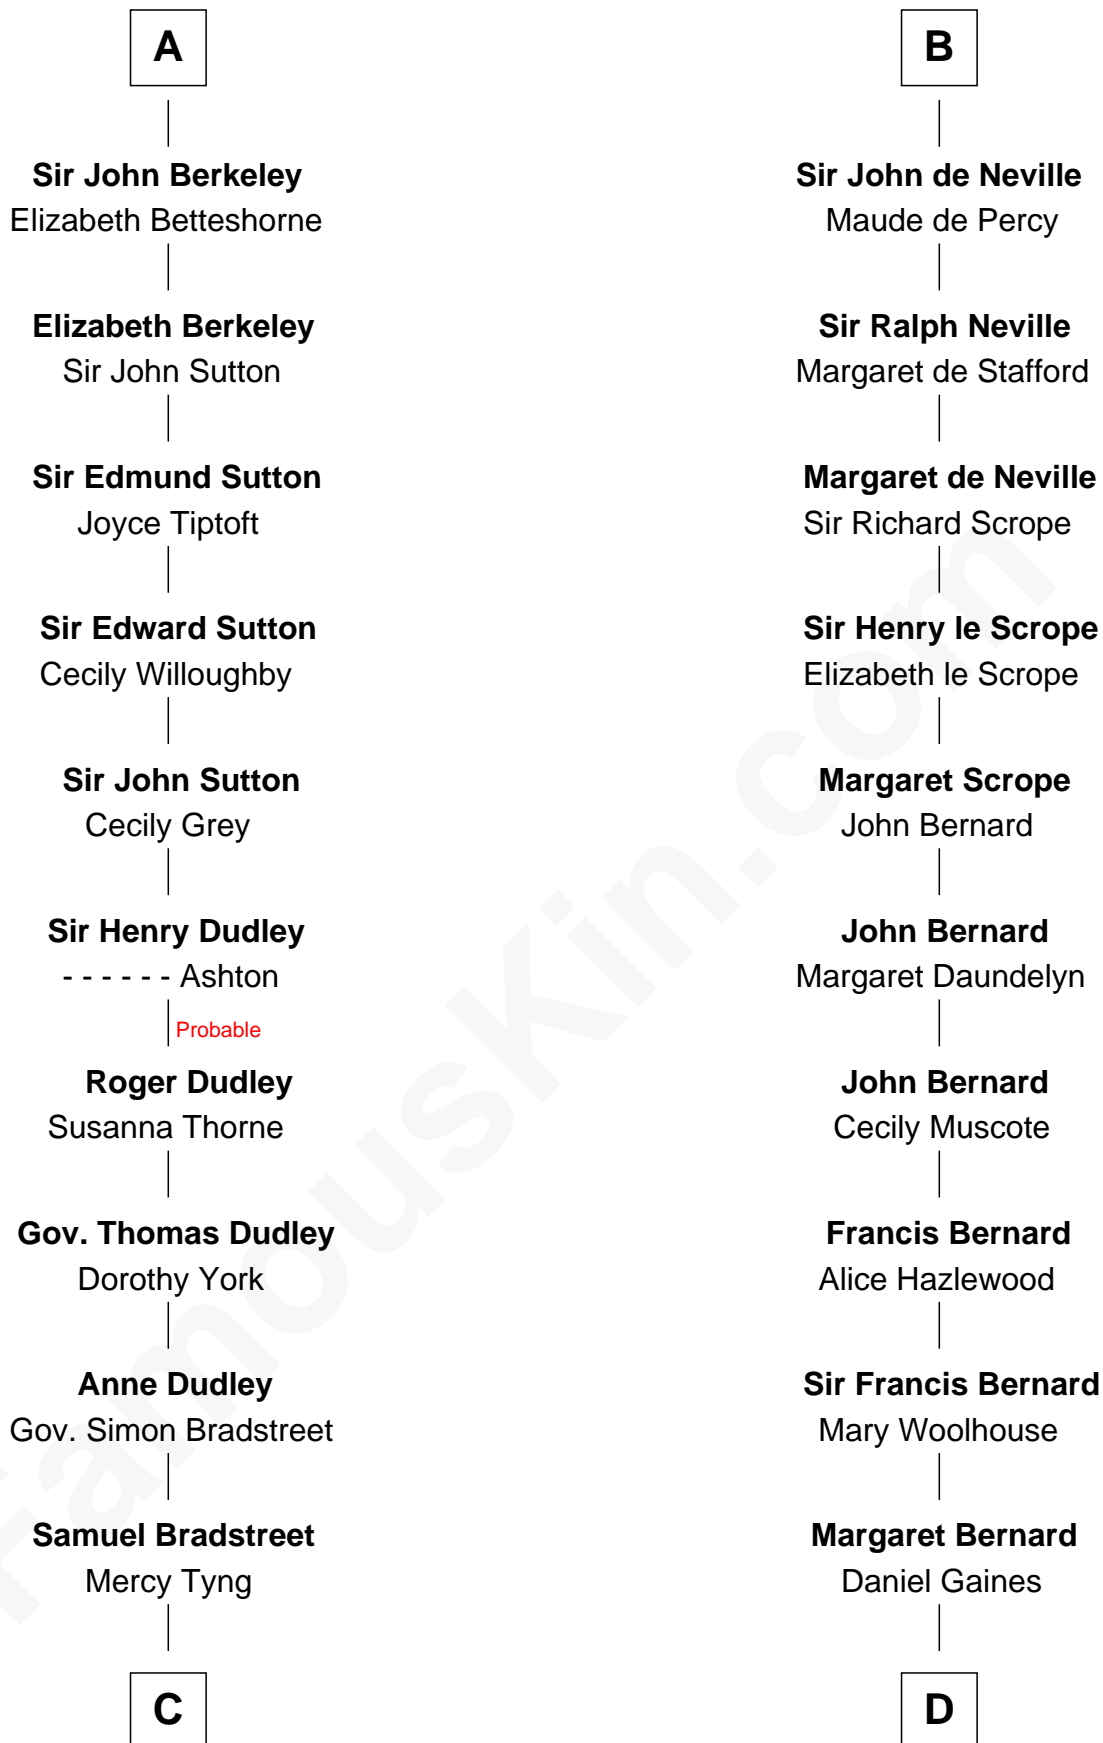 A
Sir John Berkeley
Elizabeth Betteshorne
Elizabeth Berkeley
Sir John Sutton
Sir Edmund Sutton
Joyce Tiptoft
Sir Edward Sutton
Cecily Willoughby
Sir John Sutton
Cecily Grey
Sir Henry Dudley
- - - - - - Ashton
Probable
Roger Dudley
Susanna Thorne
Gov. Thomas Dudley
Dorothy York
Anne Dudley
Gov. Simon Bradstreet
Samuel Bradstreet
Mercy Tyng
C
B
Sir John de Neville
Maude de Percy
Sir Ralph Neville
Margaret de Stafford
Margaret de Neville
Sir Richard Scrope
Sir Henry le Scrope
Elizabeth le Scrope
Margaret Scrope
John Bernard
John Bernard
Margaret Daundelyn
John Bernard
Cecily Muscote
Francis Bernard
Alice Hazlewood
Sir Francis Bernard
Mary Woolhouse
Margaret Bernard
Daniel Gaines
D
FamousKin.com